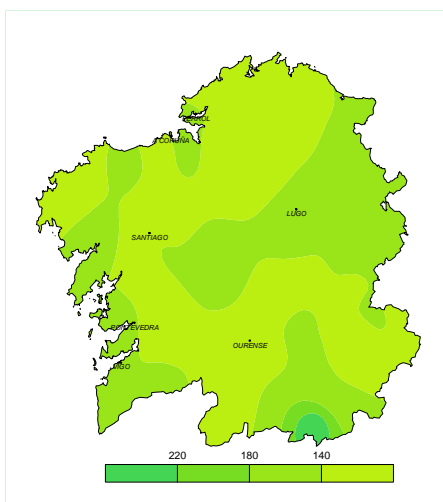 FERROL
A CORUÑA
LUGO
SANTIAGO
PONTEVEDRA
OURENSE
VIGO
220 180 140